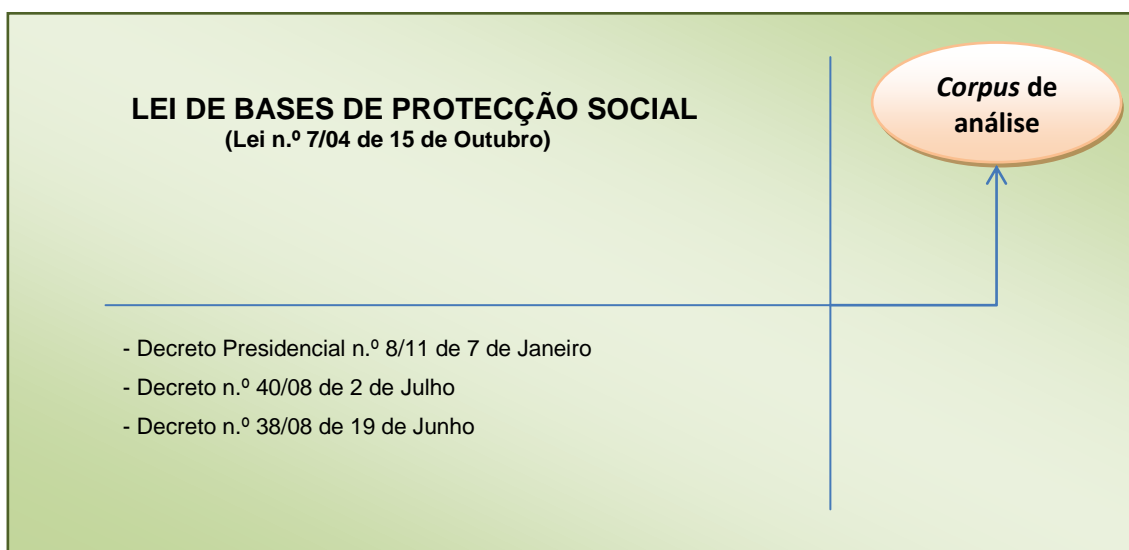 LEI DE BASES DE PROTECÇÃO SOCIAL
(Lei n.º 7/04 de 15 de Outubro)
Corpus de
análise
- Decreto Presidencial n.º 8/11 de 7 de Janeiro
- Decreto n.º 40/08 de 2 de Julho
- Decreto n.º 38/08 de 19 de Junho